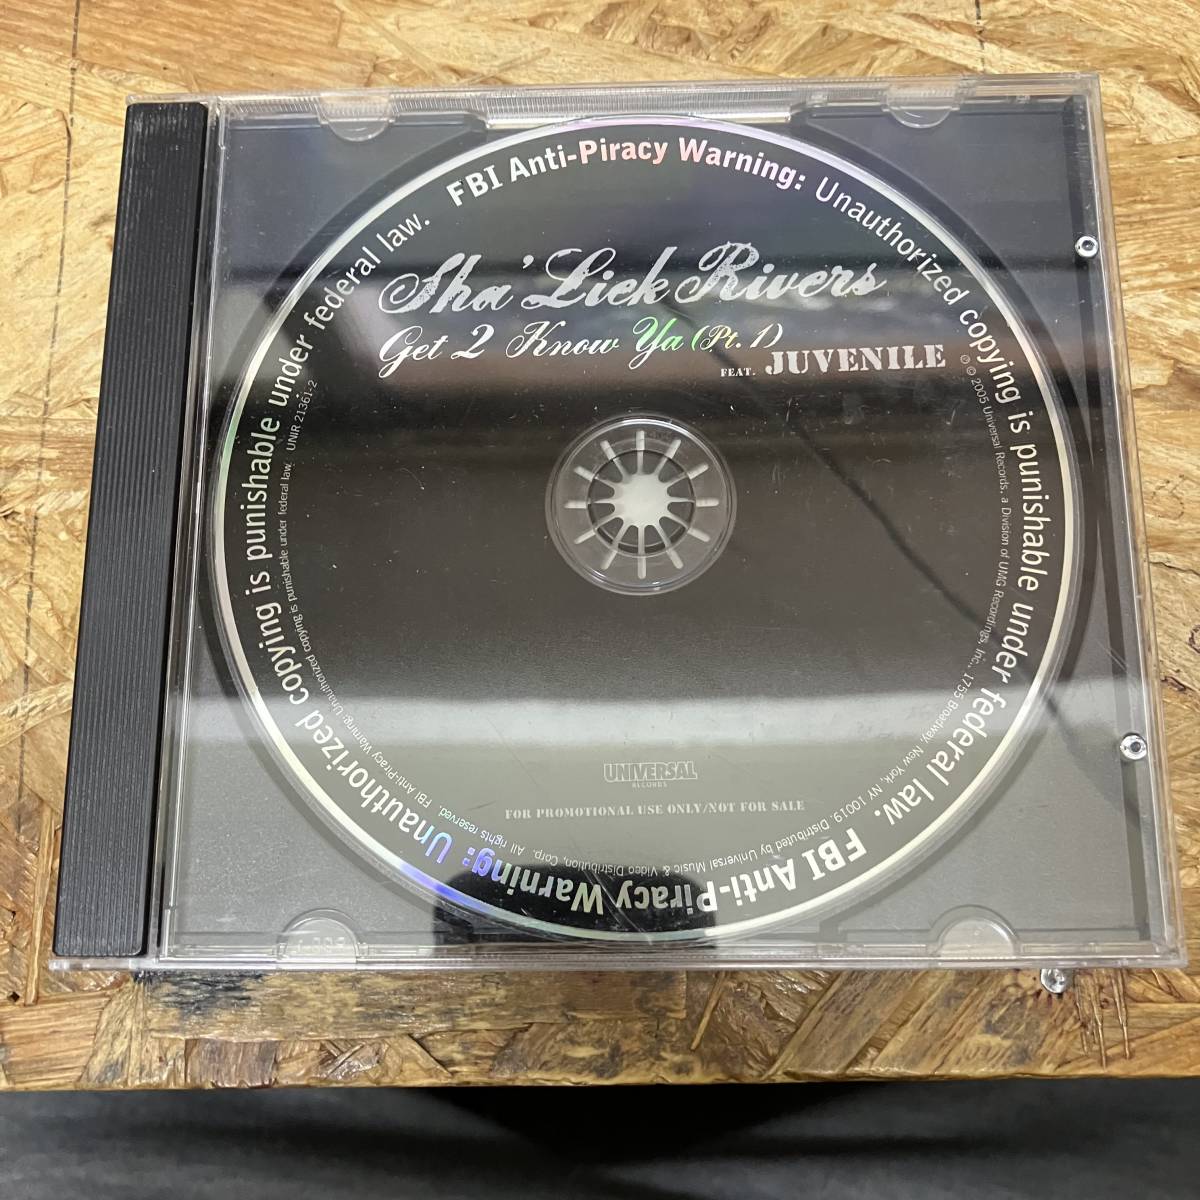 FBI Anti-Piracy Warning: Unauthorized copying is punishable under federal law.
FBI Anti-Piracy Warning: Unauthorized copying is punishable under federal law.
Sha'Liek Rivers
Get 2 Know Ya (Pt. 1)
FEAT. JUVENILE
UNIR 21361-2
℗ © 2005 Universal Records, a Division of UMG Recordings, Inc., 1755 Broadway, New York, NY 10019. Distributed by Universal Music & Video Distribution, Corp. All rights reserved. FBI Anti-Piracy Warning: Unauthorized copying is punishable under federal law.
UNIVERSAL
RECORDS
FOR PROMOTIONAL USE ONLY/NOT FOR SALE